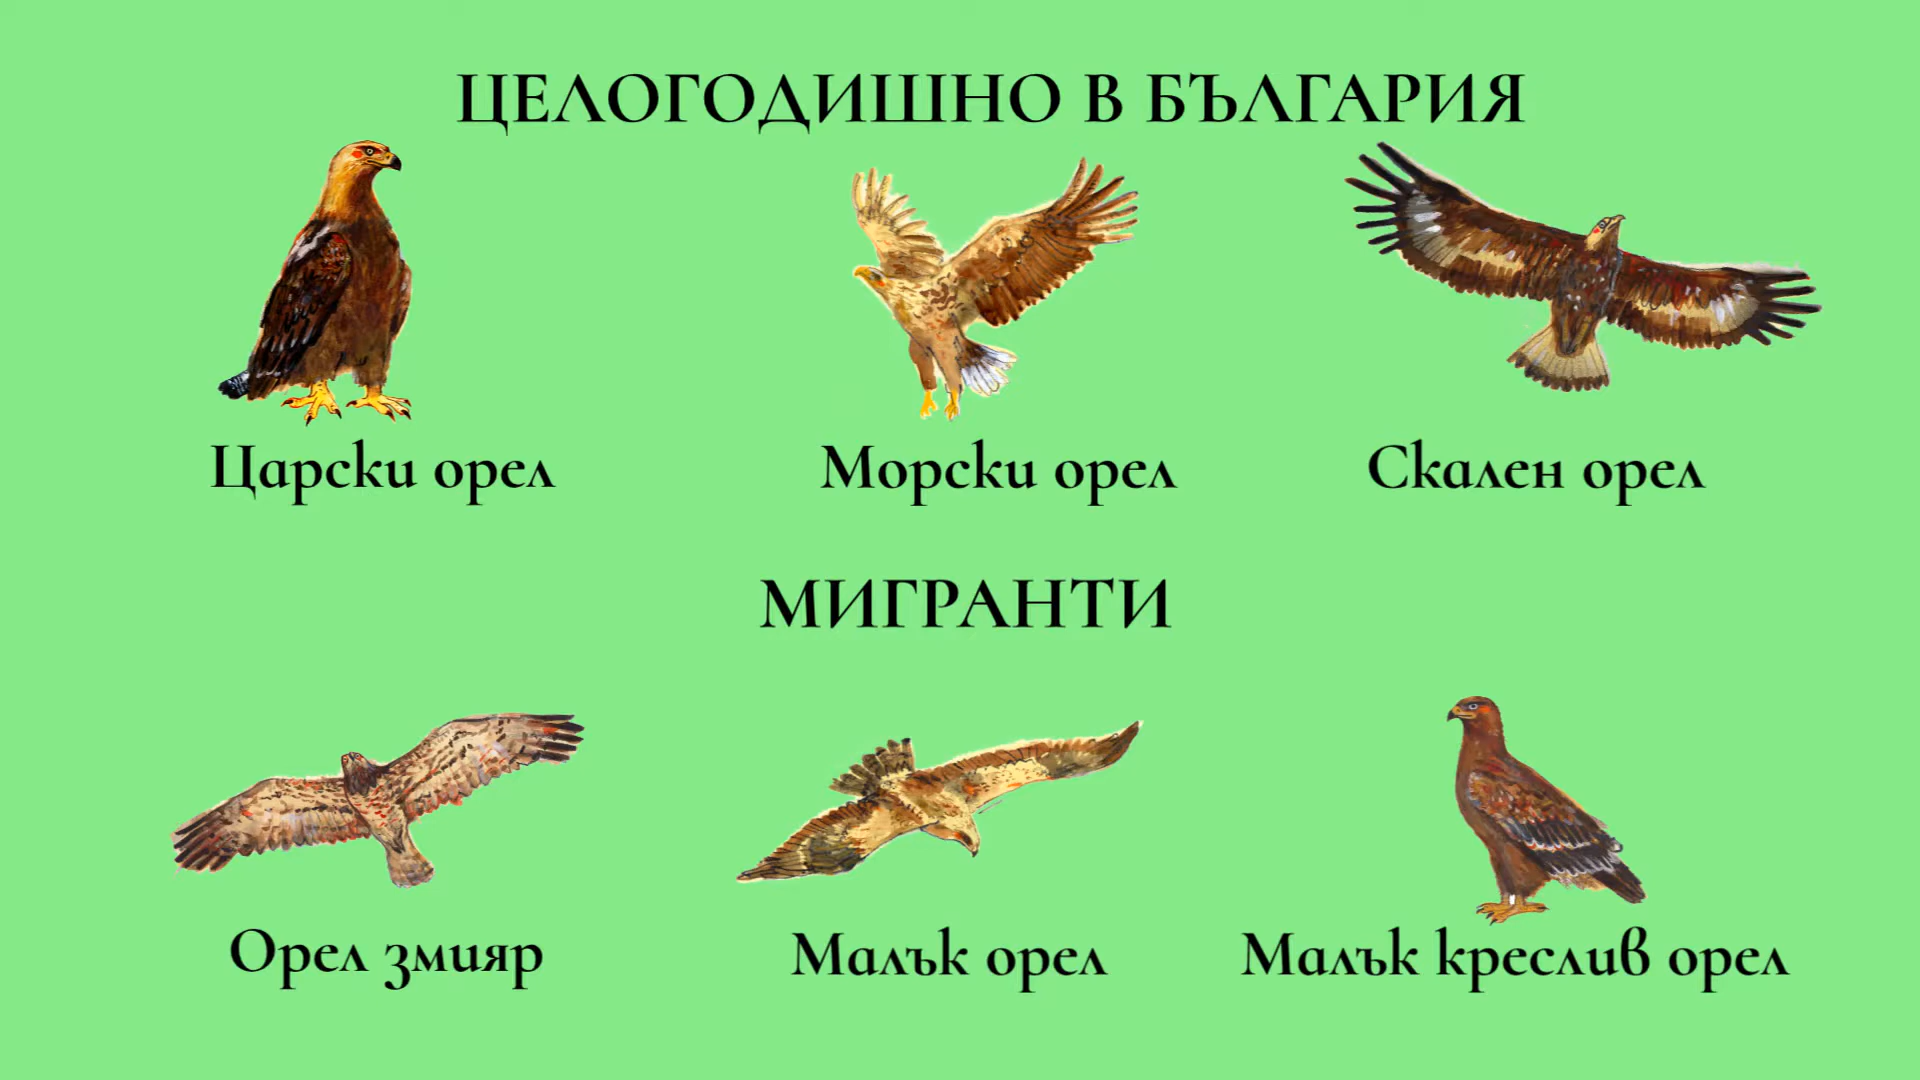 ЦЕЛОГОДИШНО В БЪЛГАРИЯ
Царски орел
Морски орел
Скален орел
МИГРАНТИ
Орел змияр
Малък орел
Малък креслив орел